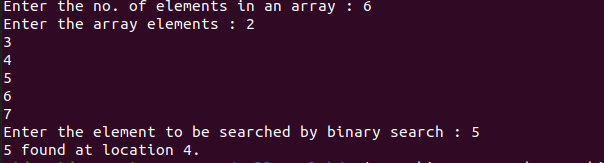 Enter the no. of elements in an array : 6
Enter the array elements : 2
3
4
5
6
7
Enter the element to be searched by binary search : 5
5 found at location 4.